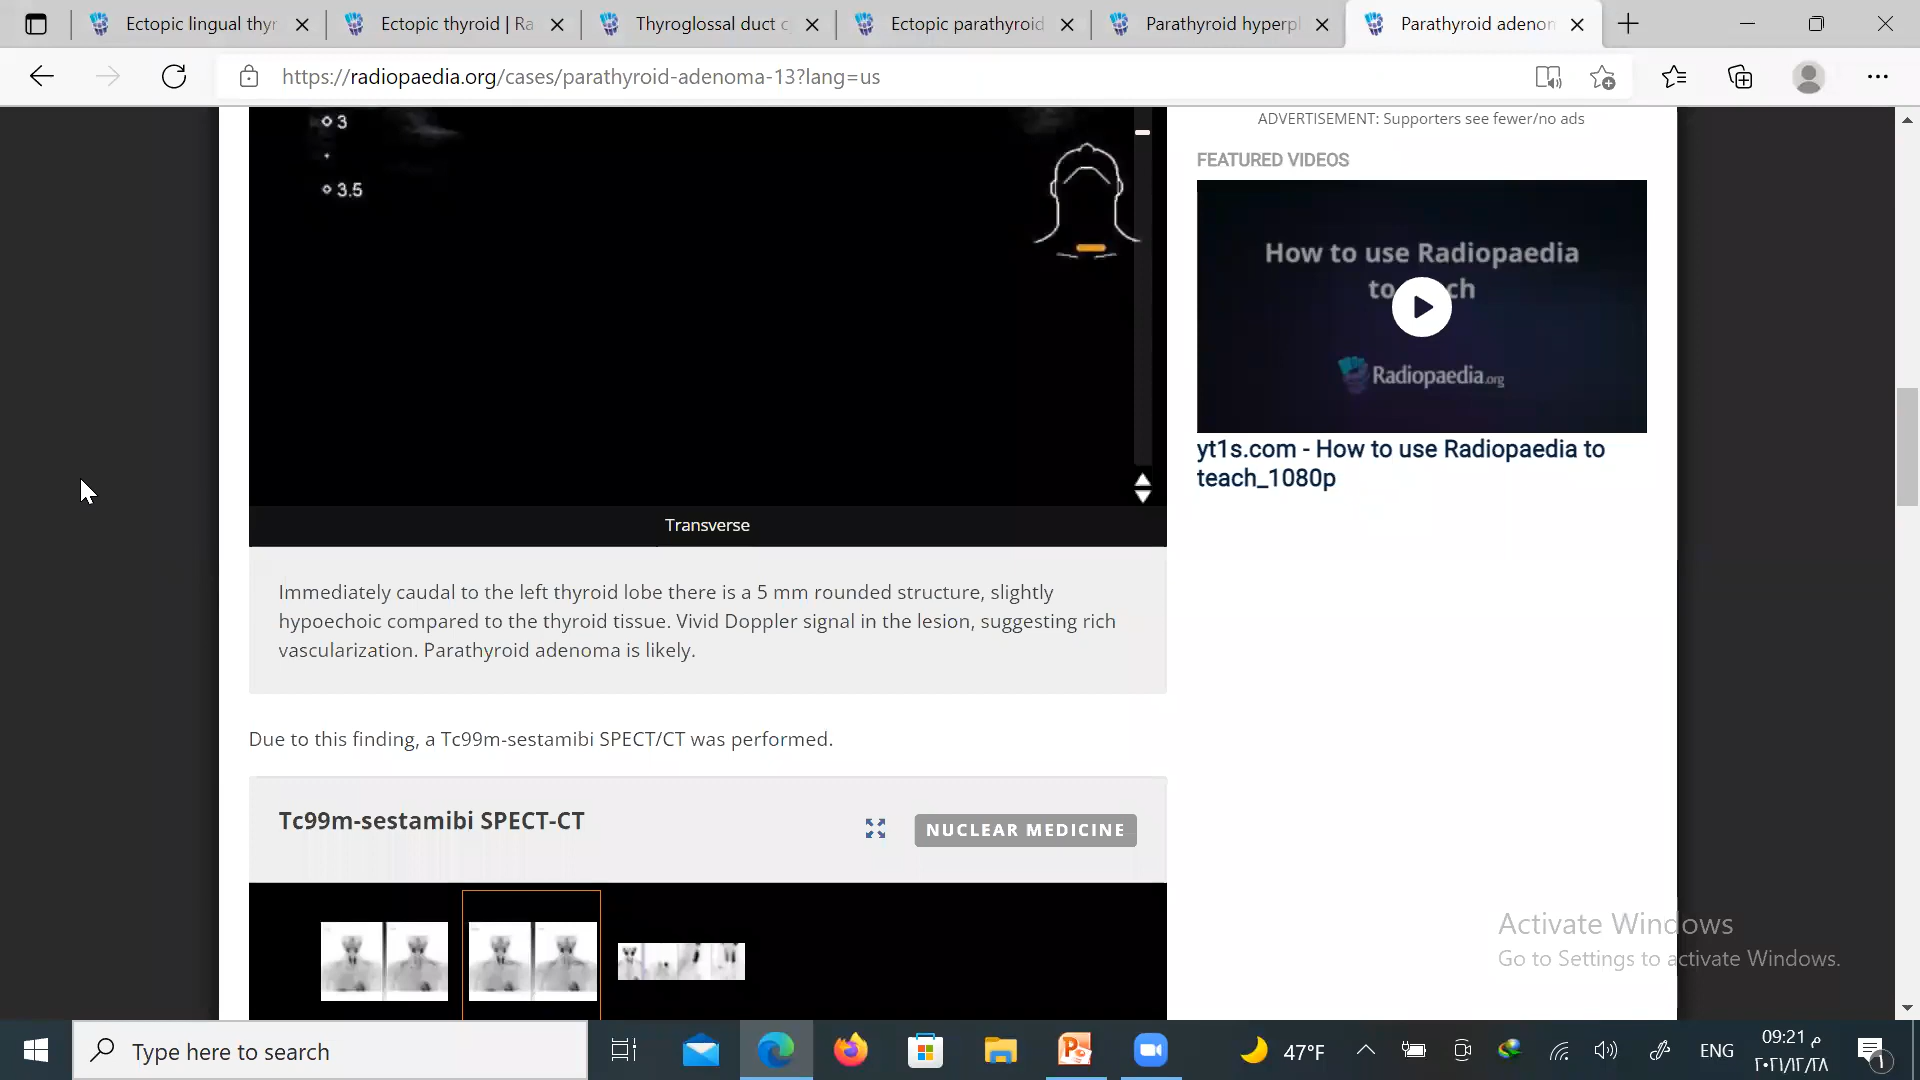 Ectopic lingual thyr
Ectopic thyroid | Ra
Thyroglossal duct c
Ectopic parathyroid
Parathyroid hyperpl
Parathyroid adenom
https://radiopaedia.org/cases/parathyroid-adenoma-13?lang=us
3
3.5
Transverse
Immediately caudal to the left thyroid lobe there is a 5 mm rounded structure, slightly
hypoechoic compared to the thyroid tissue. Vivid Doppler signal in the lesion, suggesting rich
vascularization. Parathyroid adenoma is likely.
Due to this finding, a Tc99m-sestamibi SPECT/CT was performed.
Tc99m-sestamibi SPECT-CT
NUCLEAR MEDICINE
ADVERTISEMENT: Supporters see fewer/no ads
FEATURED VIDEOS
How to use Radiopaedia
to ch
Radiopaedia.org
yt1s.com - How to use Radiopaedia to
teach_1080p
Activate Windows
Go to Settings to activate Windows.
Type here to search
47°F
ENG
09:21 م
٢٠٢١/١٢/٢٨
1